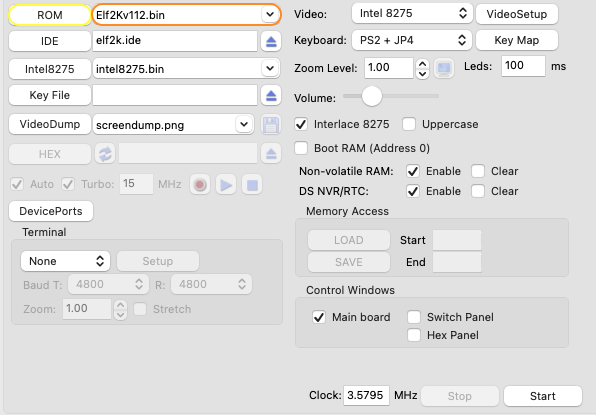 ROM Elf2Kv112.bin
IDE elf2k.ide
Intel8275 intel8275.bin
Key File
VideoDump screendump.png
HEX
Auto Turbo: 15 MHz
DevicePorts
Terminal
None Setup
Baud T: 4800 R: 4800
Zoom: 1.00 Stretch
Video: Intel 8275 VideoSetup
Keyboard: PS2 + JP4 Key Map
Zoom Level: 1.00 Leds: 100 ms
Volume:
Interlace 8275 Uppercase
Boot RAM (Address 0)
Non-volatile RAM: Enable Clear
DS NVR/RTC: Enable Clear
Memory Access
LOAD Start
SAVE End
Control Windows
Main board Switch Panel
Hex Panel
Clock: 3.5795 MHz Stop Start